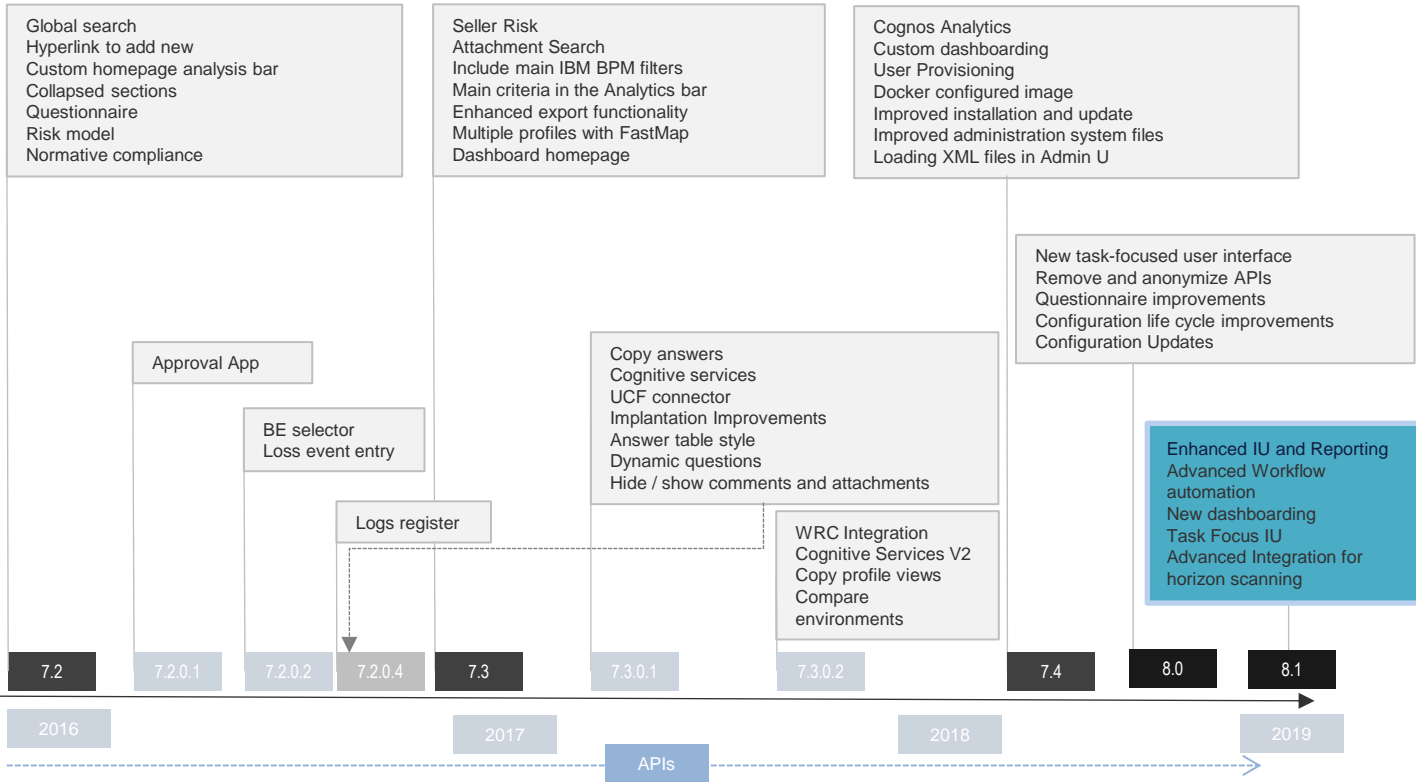 Global search
Hyperlink to add new
Custom homepage analysis bar
Collapsed sections
Questionnaire
Risk model
Normative compliance
Seller Risk
Attachment Search
Include main IBM BPM filters
Main criteria in the Analytics bar
Enhanced export functionality
Multiple profiles with FastMap
Dashboard homepage
Cognos Analytics
Custom dashboarding
User Provisioning
Docker configured image
Improved installation and update
Improved administration system files
Loading XML files in Admin U
New task-focused user interface
Remove and anonymize APIs
Questionnaire improvements
Configuration life cycle improvements
Configuration Updates
Approval App
BE selector
Loss event entry
Logs register
Copy answers
Cognitive services
UCF connector
Implantation Improvements
Answer table style
Dynamic questions
Hide / show comments and attachments
WRC Integration
Cognitive Services V2
Copy profile views
Compare
environments
Enhanced IU and Reporting
Advanced Workflow
automation
New dashboarding
Task Focus IU
Advanced Integration for
horizon scanning
7.2
7.2.0.1
7.2.0.2
7.2.0.4
7.3
7.3.0.1
7.3.0.2
7.4
8.0
8.1
2016
2017
2018
2019
APIs